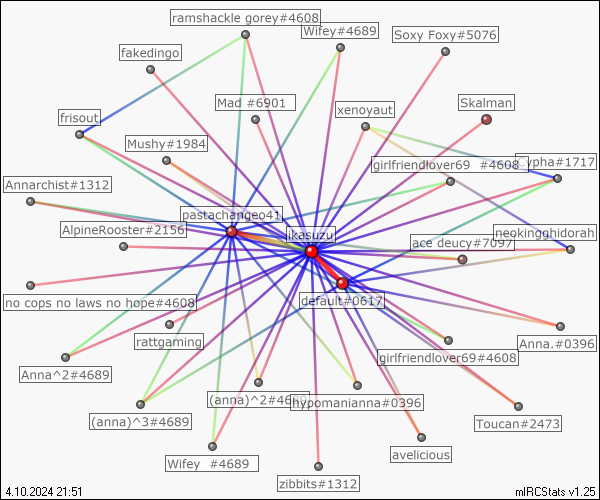 ramshackle gorey#4608
Wifey#4689
Soxy Foxy#5076
fakedingo
Mad #6901
Skalman
xenoyaut
frisout
Mushy#1984
girlfriendlover69 #4608
Cypha#1717
Annarchist#1312
pastachangeo41
AlpineRooster#2156
ikasuzu
neokingghidorah
ace deucy#7097
no cops no laws no hope#4608
default#0617
rattgaming
Anna.#0396
girlfriendlover69#4608
Anna^2#4689
(anna)^2#4689
hypomanianna#0396
(anna)^3#4689
Toucan#2473
avelicious
Wifey #4689
zibbits#1312
4.10.2024 21:51
mIRCStats v1.25